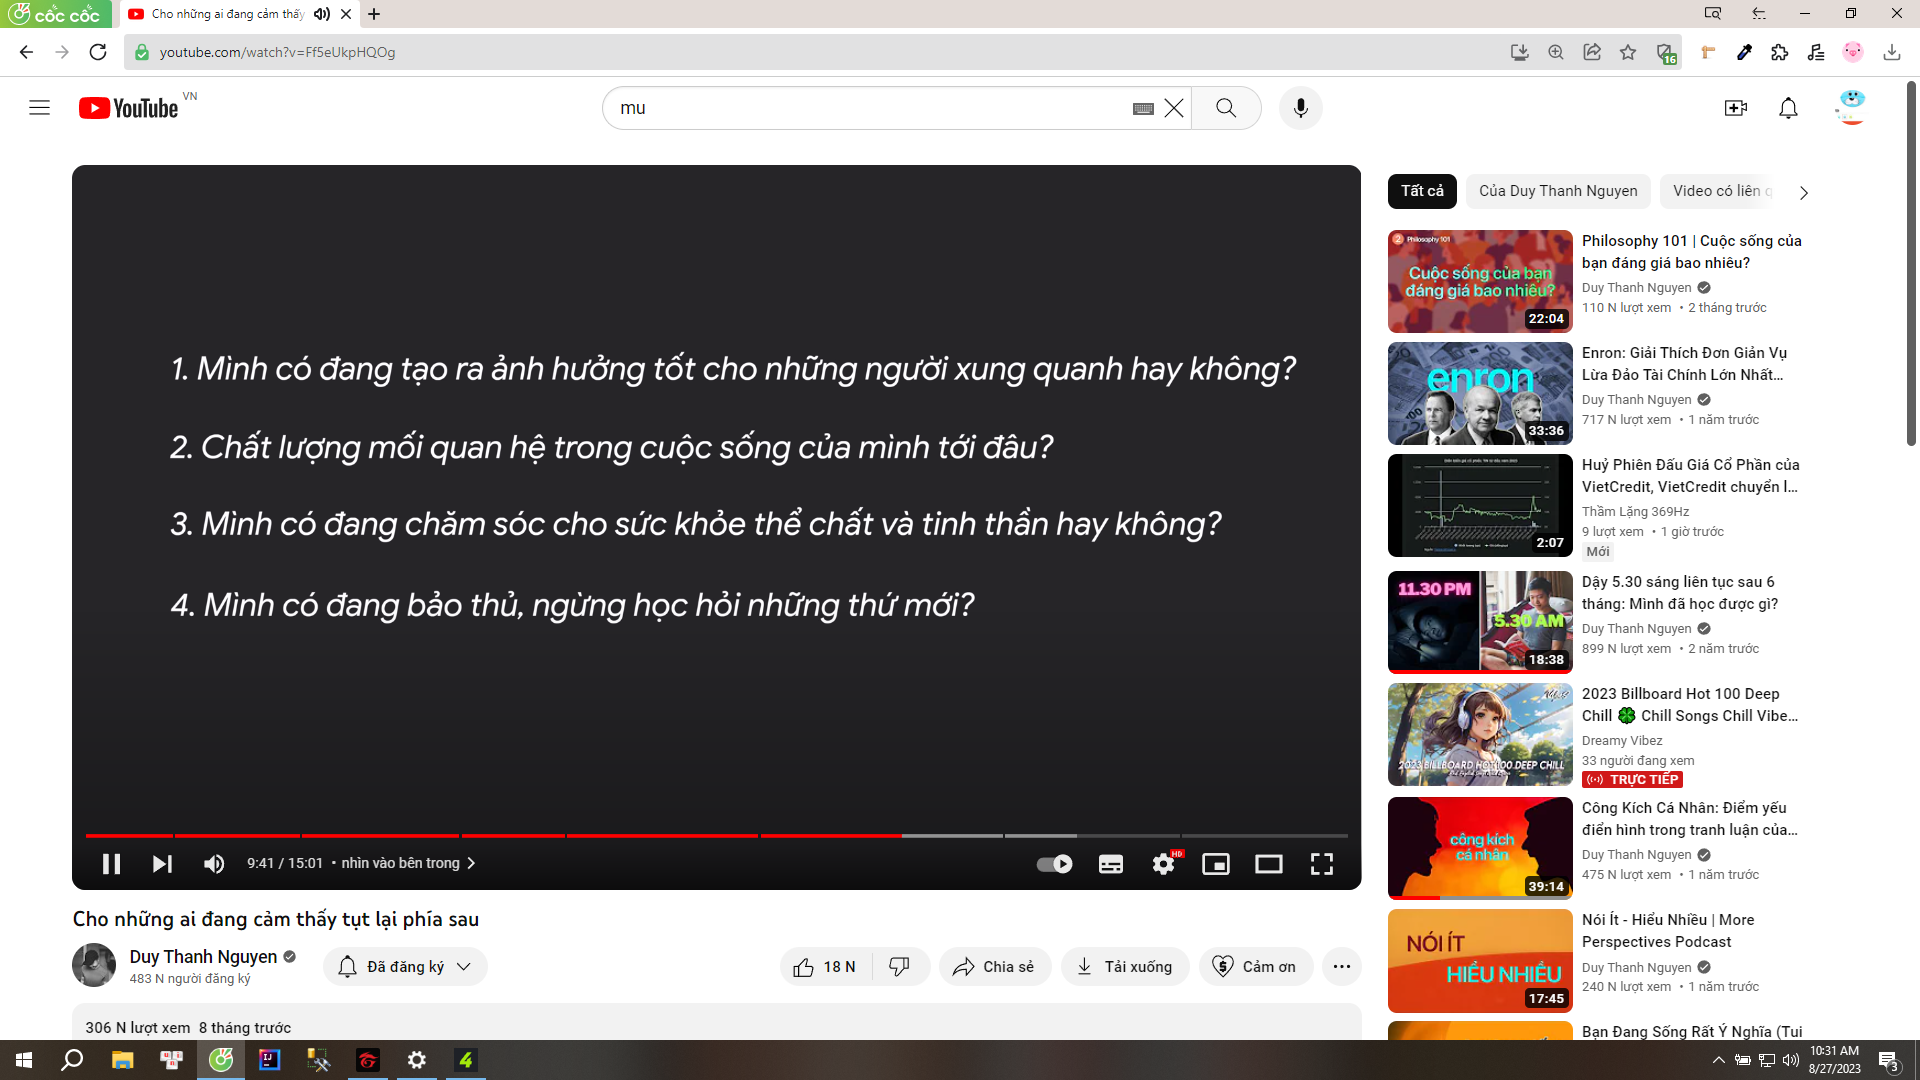 cốc cốc
Cho những ai đang cảm thấy
youtube.com/watch?v=Ff5eUkpHQOg
16
YouTube VN
mu
1. Mình có đang tạo ra ảnh hưởng tốt cho những người xung quanh hay không?
2. Chất lượng mối quan hệ trong cuộc sống của mình tới đâu?
3. Mình có đang chăm sóc cho sức khỏe thể chất và tinh thần hay không?
4. Mình có đang bảo thủ, ngừng học hỏi những thứ mới?
9:41 / 15:01 • nhìn vào bên trong
HD
Cho những ai đang cảm thấy tụt lại phía sau
Duy Thanh Nguyen
483 N người đăng ký
Đã đăng ký
18 N
Chia sẻ
Tải xuống
Cảm ơn
306 N lượt xem 8 tháng trước
Tất cả
Của Duy Thanh Nguyen
Video có liên q
2 Philosophy 101
Cuộc sống của bạn
đáng giá bao nhiêu?
22:04
Philosophy 101 | Cuộc sống của
bạn đáng giá bao nhiêu?
Duy Thanh Nguyen
110 N lượt xem • 2 tháng trước
enron
33:36
Enron: Giải Thích Đơn Giản Vụ
Lừa Đảo Tài Chính Lớn Nhất...
Duy Thanh Nguyen
717 N lượt xem • 1 năm trước
2:07
Huỷ Phiên Đấu Giá Cổ Phần của
VietCredit, VietCredit chuyển l...
Thầm Lặng 369Hz
9 lượt xem • 1 giờ trước
Mới
11.30 PM
5.30 AM
18:38
Dậy 5.30 sáng liên tục sau 6
tháng: Mình đã học được gì?
Duy Thanh Nguyen
899 N lượt xem • 2 năm trước
2023 BILLBOARD HOT 100 DEEP CHILL
2023 Billboard Hot 100 Deep
Chill 🍀 Chill Songs Chill Vibe...
Dreamy Vibez
33 người đang xem
TRỰC TIẾP
công kích
cá nhân
39:14
Công Kích Cá Nhân: Điểm yếu
điển hình trong tranh luận của...
Duy Thanh Nguyen
475 N lượt xem • 1 năm trước
NÓI ÍT
HIỂU NHIỀU
17:45
Nói Ít - Hiểu Nhiều | More
Perspectives Podcast
Duy Thanh Nguyen
240 N lượt xem • 1 năm trước
Bạn Đang Sống Rất Ý Nghĩa (Tui
IJ
4
10:31 AM
8/27/2023
3